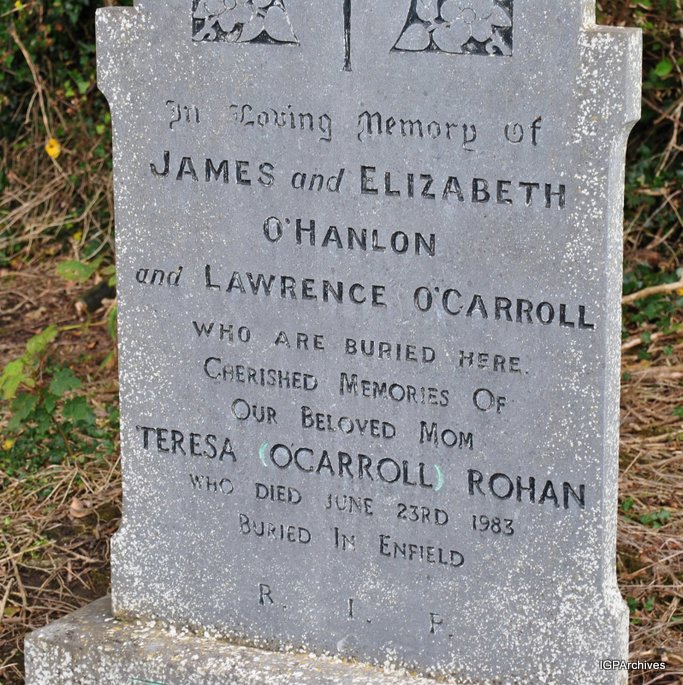 In Loving Memory Of
JAMES and ELIZABETH
O'HANLON
and LAWRENCE O'CARROLL
WHO ARE BURIED HERE.
CHERISHED MEMORIES OF
OUR BELOVED MOM
TERESA (O'CARROLL) ROHAN
WHO DIED JUNE 23RD 1983
BURIED IN ENFIELD
R. I. P.
IGPArchives